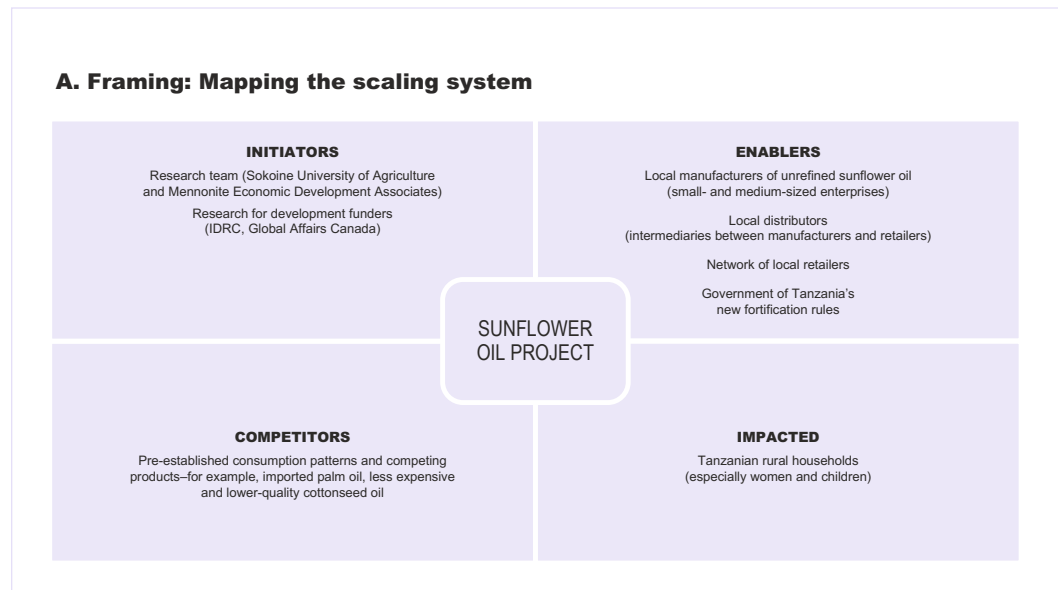 A. Framing: Mapping the scaling system
INITIATORS
Research team (Sokoine University of Agriculture
and Mennonite Economic Development Associates)
Research for development funders
(IDRC, Global Affairs Canada)
ENABLERS
Local manufacturers of unrefined sunflower oil
(small- and medium-sized enterprises)
Local distributors
(intermediaries between manufacturers and retailers)
Network of local retailers
Government of Tanzania’s
new fortification rules
SUNFLOWER
OIL PROJECT
COMPETITORS
Pre-established consumption patterns and competing
products–for example, imported palm oil, less expensive
and lower-quality cottonseed oil
IMPACTED
Tanzanian rural households
(especially women and children)